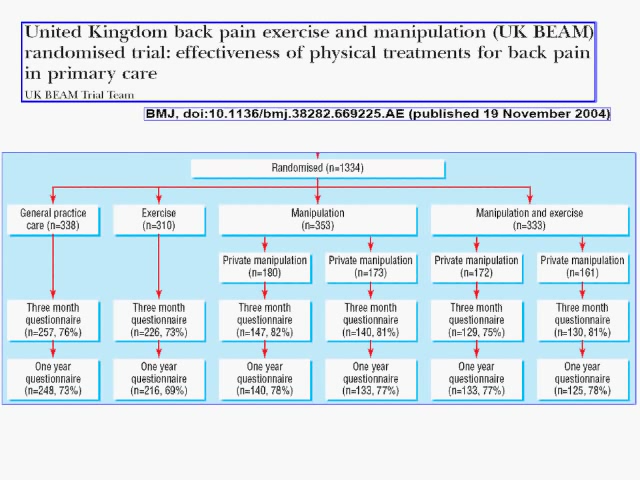 United Kingdom back pain exercise and manipulation (UK BEAM)
randomised trial: effectiveness of physical treatments for back pain
in primary care
UK BEAM Trial Team
BMJ, doi:10.1136/bmj.38282.669225.AE (published 19 November 2004)
Randomised (n=1334)
General practice
care (n=338)
Exercise
(n=310)
Manipulation
(n=353)
Manipulation and exercise
(n=333)
Private manipulation
(n=180)
Private manipulation
(n=173)
Private manipulation
(n=172)
Private manipulation
(n=161)
Three month
questionnaire
(n=257, 76%)
Three month
questionnaire
(n=226, 73%)
Three month
questionnaire
(n=147, 82%)
Three month
questionnaire
(n=140, 81%)
Three month
questionnaire
(n=129, 75%)
Three month
questionnaire
(n=130, 81%)
One year
questionnaire
(n=248, 73%)
One year
questionnaire
(n=216, 69%)
One year
questionnaire
(n=140, 78%)
One year
questionnaire
(n=133, 77%)
One year
questionnaire
(n=133, 77%)
One year
questionnaire
(n=125, 78%)